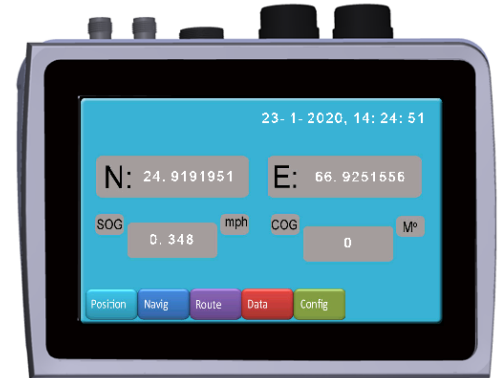 23-1-2020, 14:24:51
N: 24.9191951 E: 66.9251556
SOG 0.348 mph COG 0 Mº
Position Navig Route Data Config